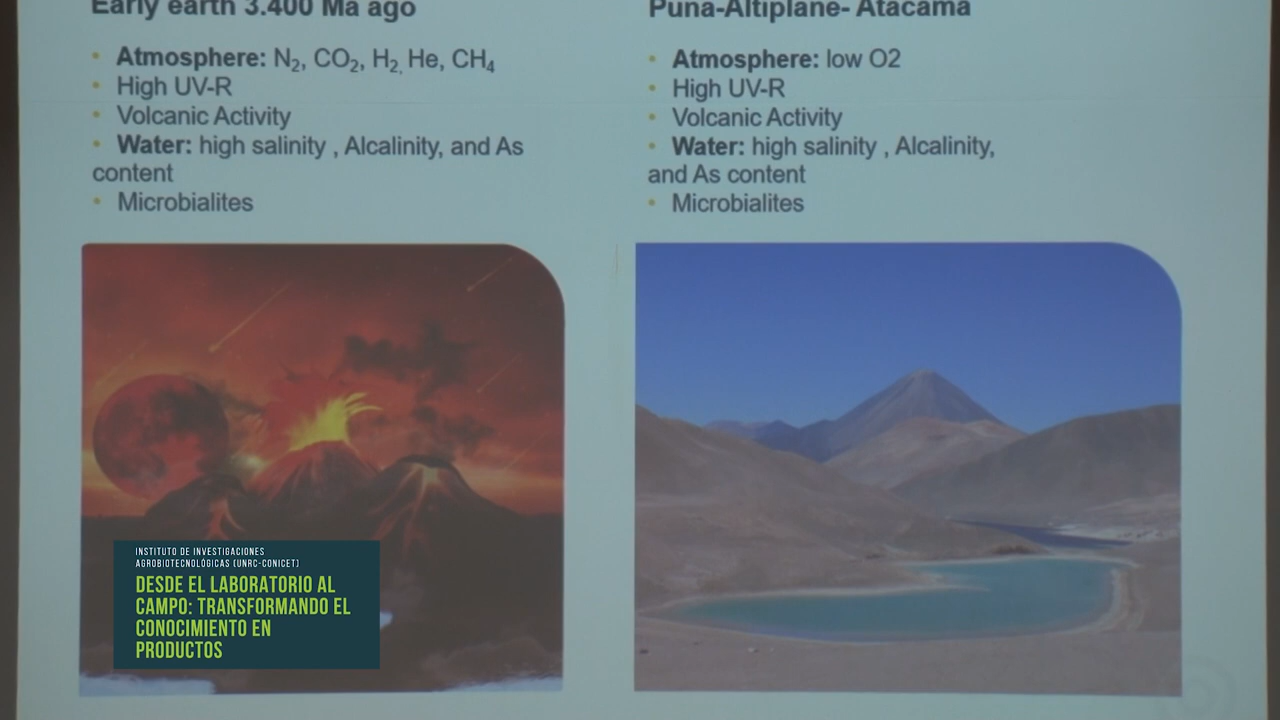 Early earth 3.400 Ma ago
• Atmosphere: N₂, CO₂, H₂, He, CH₄
• High UV-R
• Volcanic Activity
• Water: high salinity , Alcalinity, and As
content
• Microbialites
Puna-Altiplane- Atacama
• Atmosphere: low O2
• High UV-R
• Volcanic Activity
• Water: high salinity , Alcalinity,
and As content
• Microbialites
INSTITUTO DE INVESTIGACIONES
AGROBIOTECNOLÓGICAS (UNRC-CONICET)
DESDE EL LABORATORIO AL
CAMPO: TRANSFORMANDO EL
CONOCIMIENTO EN
PRODUCTOS